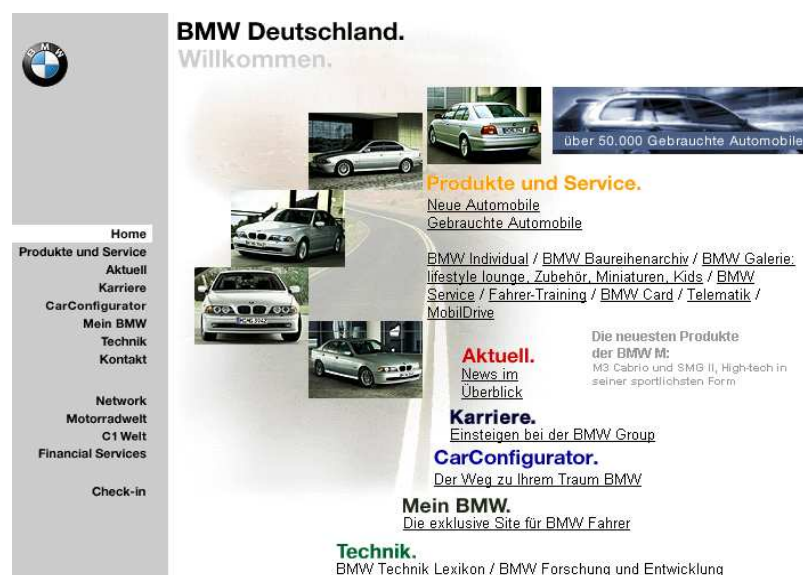 BMW
BMW Deutschland.
Willkommen.
über 50.000 Gebrauchte Automobile
Home
Produkte und Service
Aktuell
Karriere
CarConfigurator
Mein BMW
Technik
Kontakt
Network
Motorradwelt
C1 Welt
Financial Services
Check-in
Produkte und Service.
Neue Automobile
Gebrauchte Automobile
BMW Individual / BMW Baureihenarchiv / BMW Galerie:
lifestyle lounge, Zubehör, Miniaturen, Kids / BMW
Service / Fahrer-Training / BMW Card / Telematik /
MobilDrive
Die neuesten Produkte
der BMW M:
M3 Cabrio und SMG II, High-tech in
seiner sportlichsten Form
Aktuell.
News im
Überblick
Karriere.
Einsteigen bei der BMW Group
CarConfigurator.
Der Weg zu Ihrem Traum BMW
Mein BMW.
Die exklusive Site für BMW Fahrer
Technik.
BMW Technik Lexikon / BMW Forschung und Entwicklung